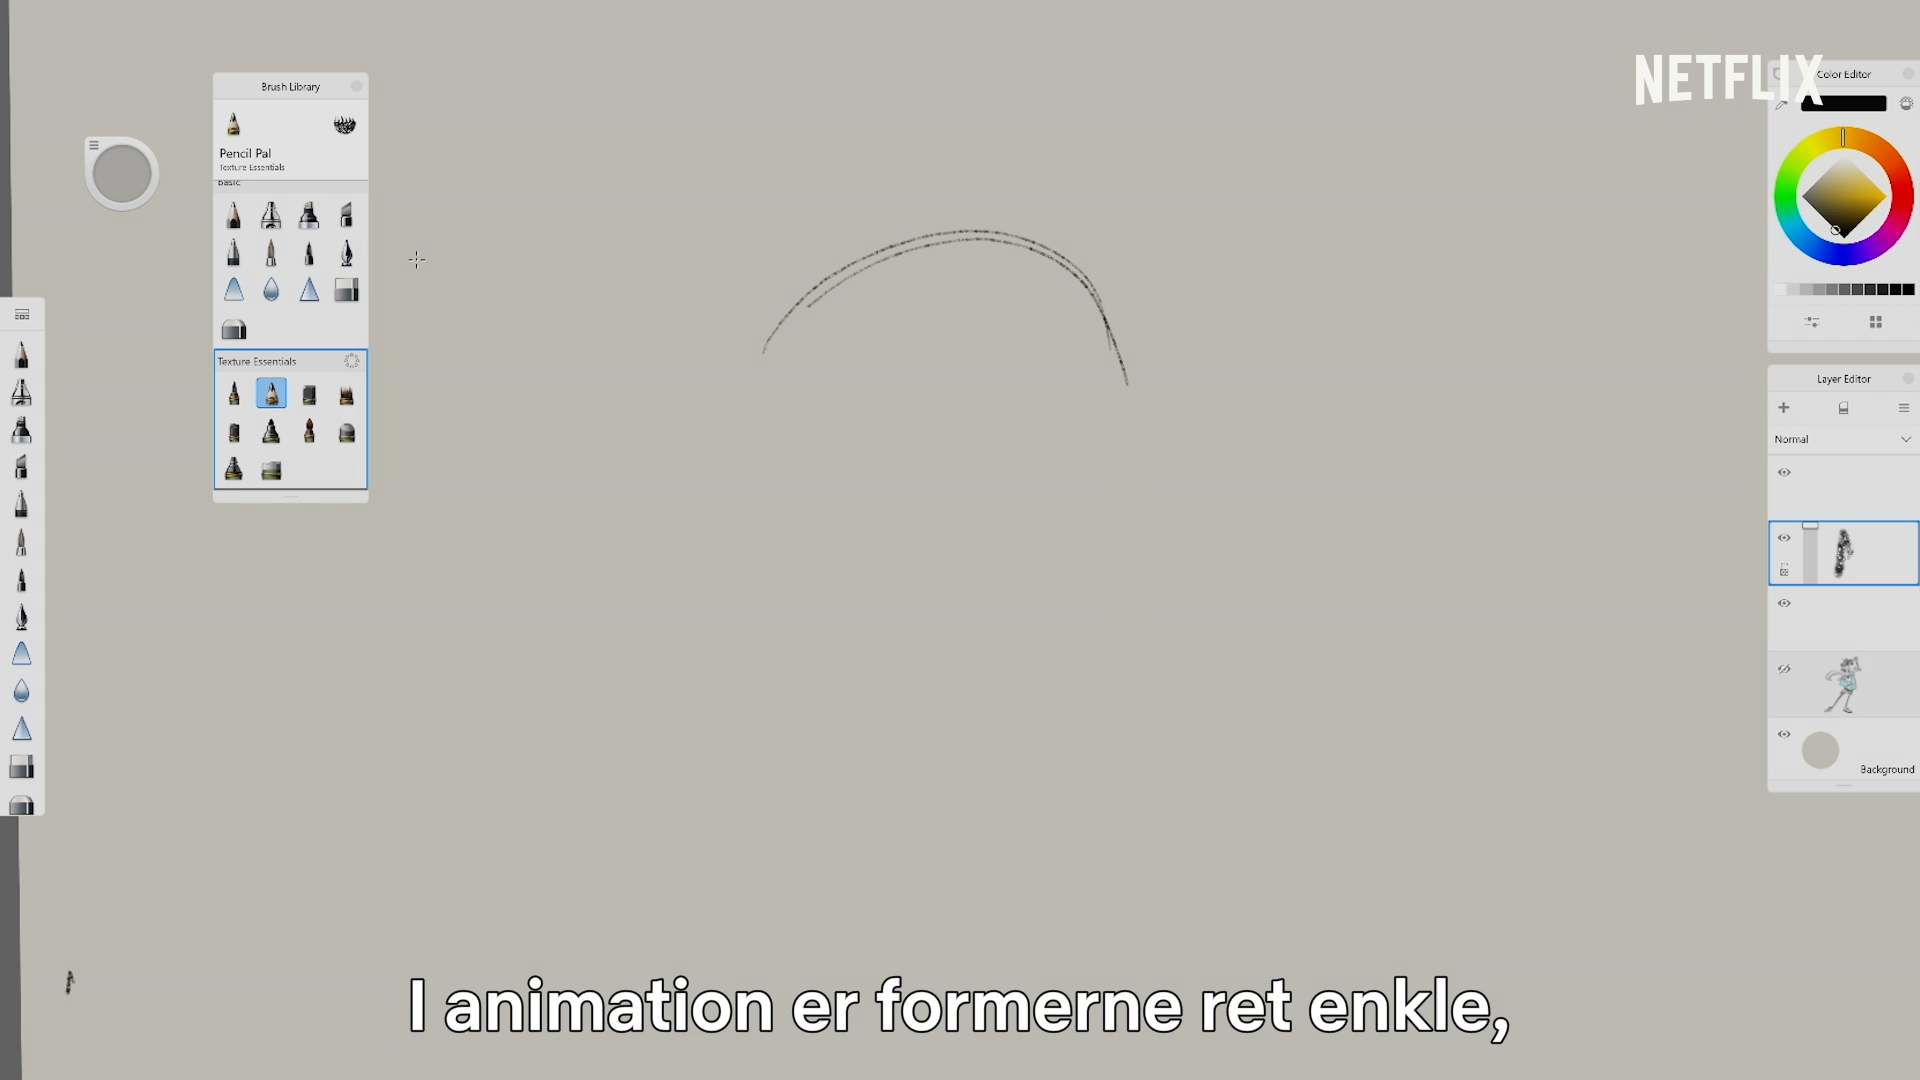 NETFLIX
Brush Library
Pencil Pal
Texture Essentials
Basic
Texture Essentials
Color Editor
Layer Editor
Normal
Background
I animation er formerne ret enkle,